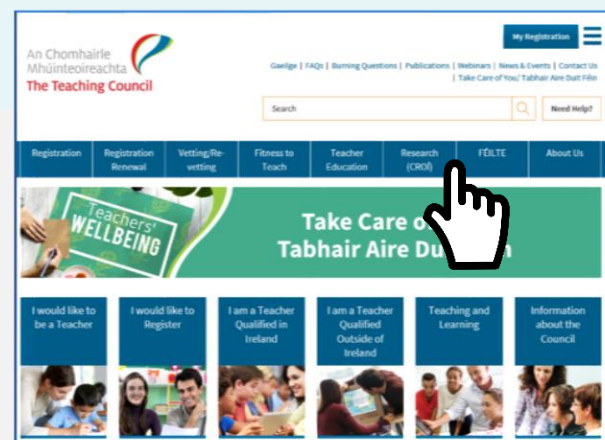 My Registration
An Chomhairle
Mhúinteoireachta
The Teaching Council
Gaeilge | FAQs | Burning Questions | Publications | Webinars | News & Events | Contact Us
| Take Care of You/ Tabhair Aire Duit Féin
Search
Need Help?
Registration
Registration
Renewal
Vetting/Re-
vetting
Fitness to
Teach
Teacher
Education
Research
(CROÍ)
FÉILTE
About Us
Teachers'
WELLBEING
Take Care
Tabhair Aire
I would like to
be a Teacher
I would like to
Register
I am a Teacher
Qualified in
Ireland
I am a Teacher
Qualified
Outside of
Ireland
Teaching and
Learning
Information
about the
Council